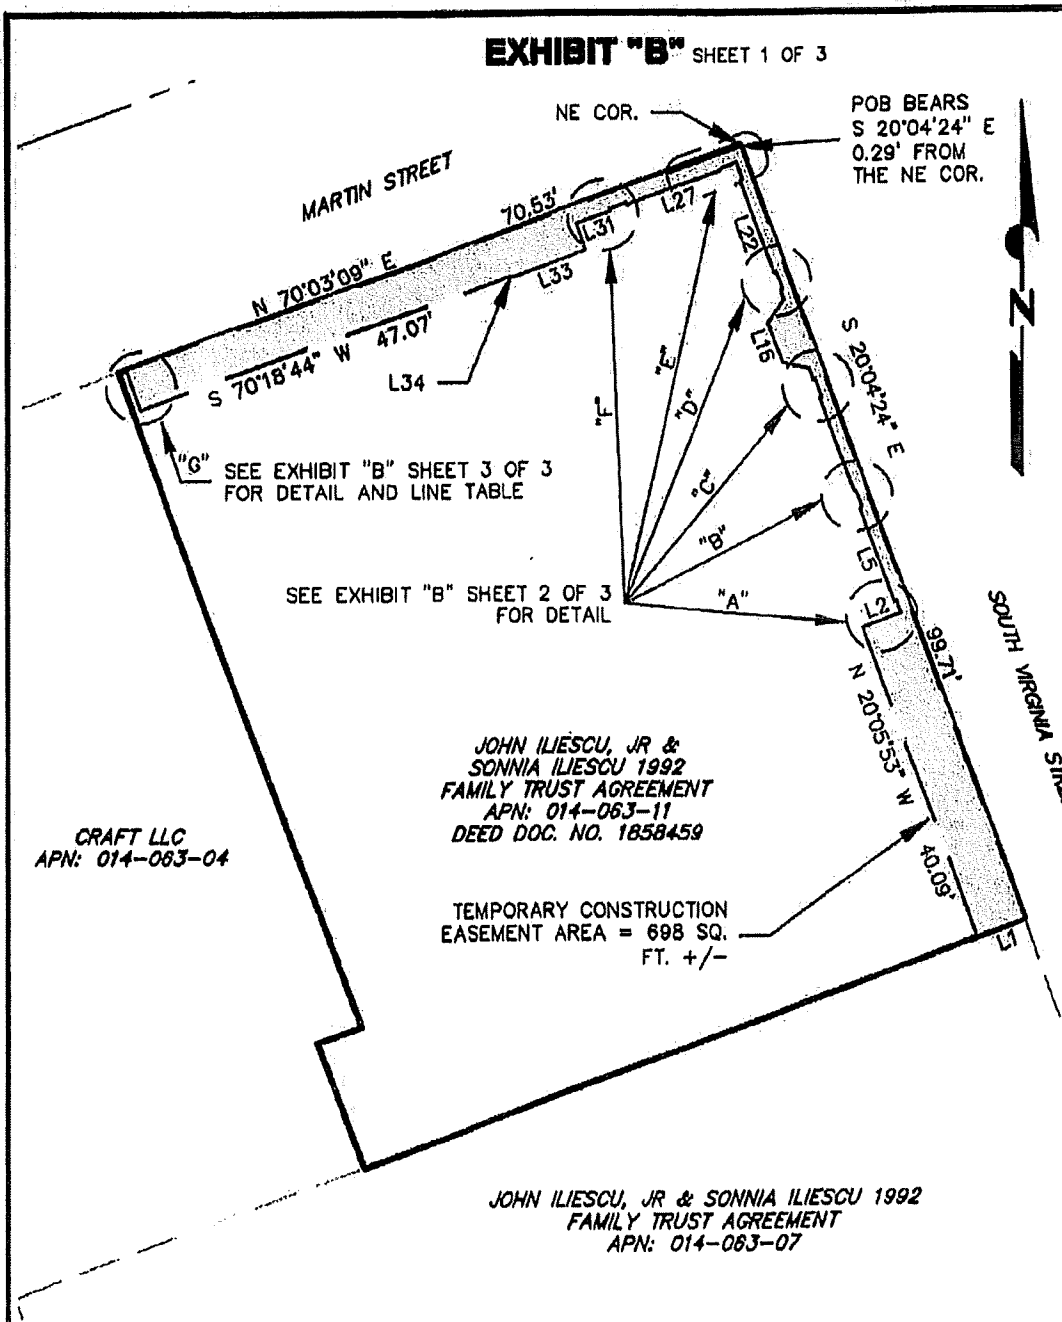 EXHIBIT "B" SHEET 1 OF 3
NE COR.
POB BEARS
S 20°04'24" E
0.29' FROM
THE NE COR.
MARTIN STREET
70.53'
L27
L31
L22
N 70°03'09" E
L33
N
S 70°18'44" W 47.07'
L34
L16
S 20°04'24" E
"E"
"D"
"F"
"C"
"B"
"A"
"G"
SEE EXHIBIT "B" SHEET 3 OF 3
FOR DETAIL AND LINE TABLE
L5
SEE EXHIBIT "B" SHEET 2 OF 3
FOR DETAIL
L2
99.71'
SOUTH VIRGINIA
N 20°05'53" W
40.09'
JOHN ILIESCU, JR &
SONNIA ILIESCU 1992
FAMILY TRUST AGREEMENT
APN: 014-063-11
DEED DOC. NO. 1858459
CRAFT LLC
APN: 014-063-04
TEMPORARY CONSTRUCTION
EASEMENT AREA = 698 SQ.
FT. +/-
L1
JOHN ILIESCU, JR & SONNIA ILIESCU 1992
FAMILY TRUST AGREEMENT
APN: 014-063-07